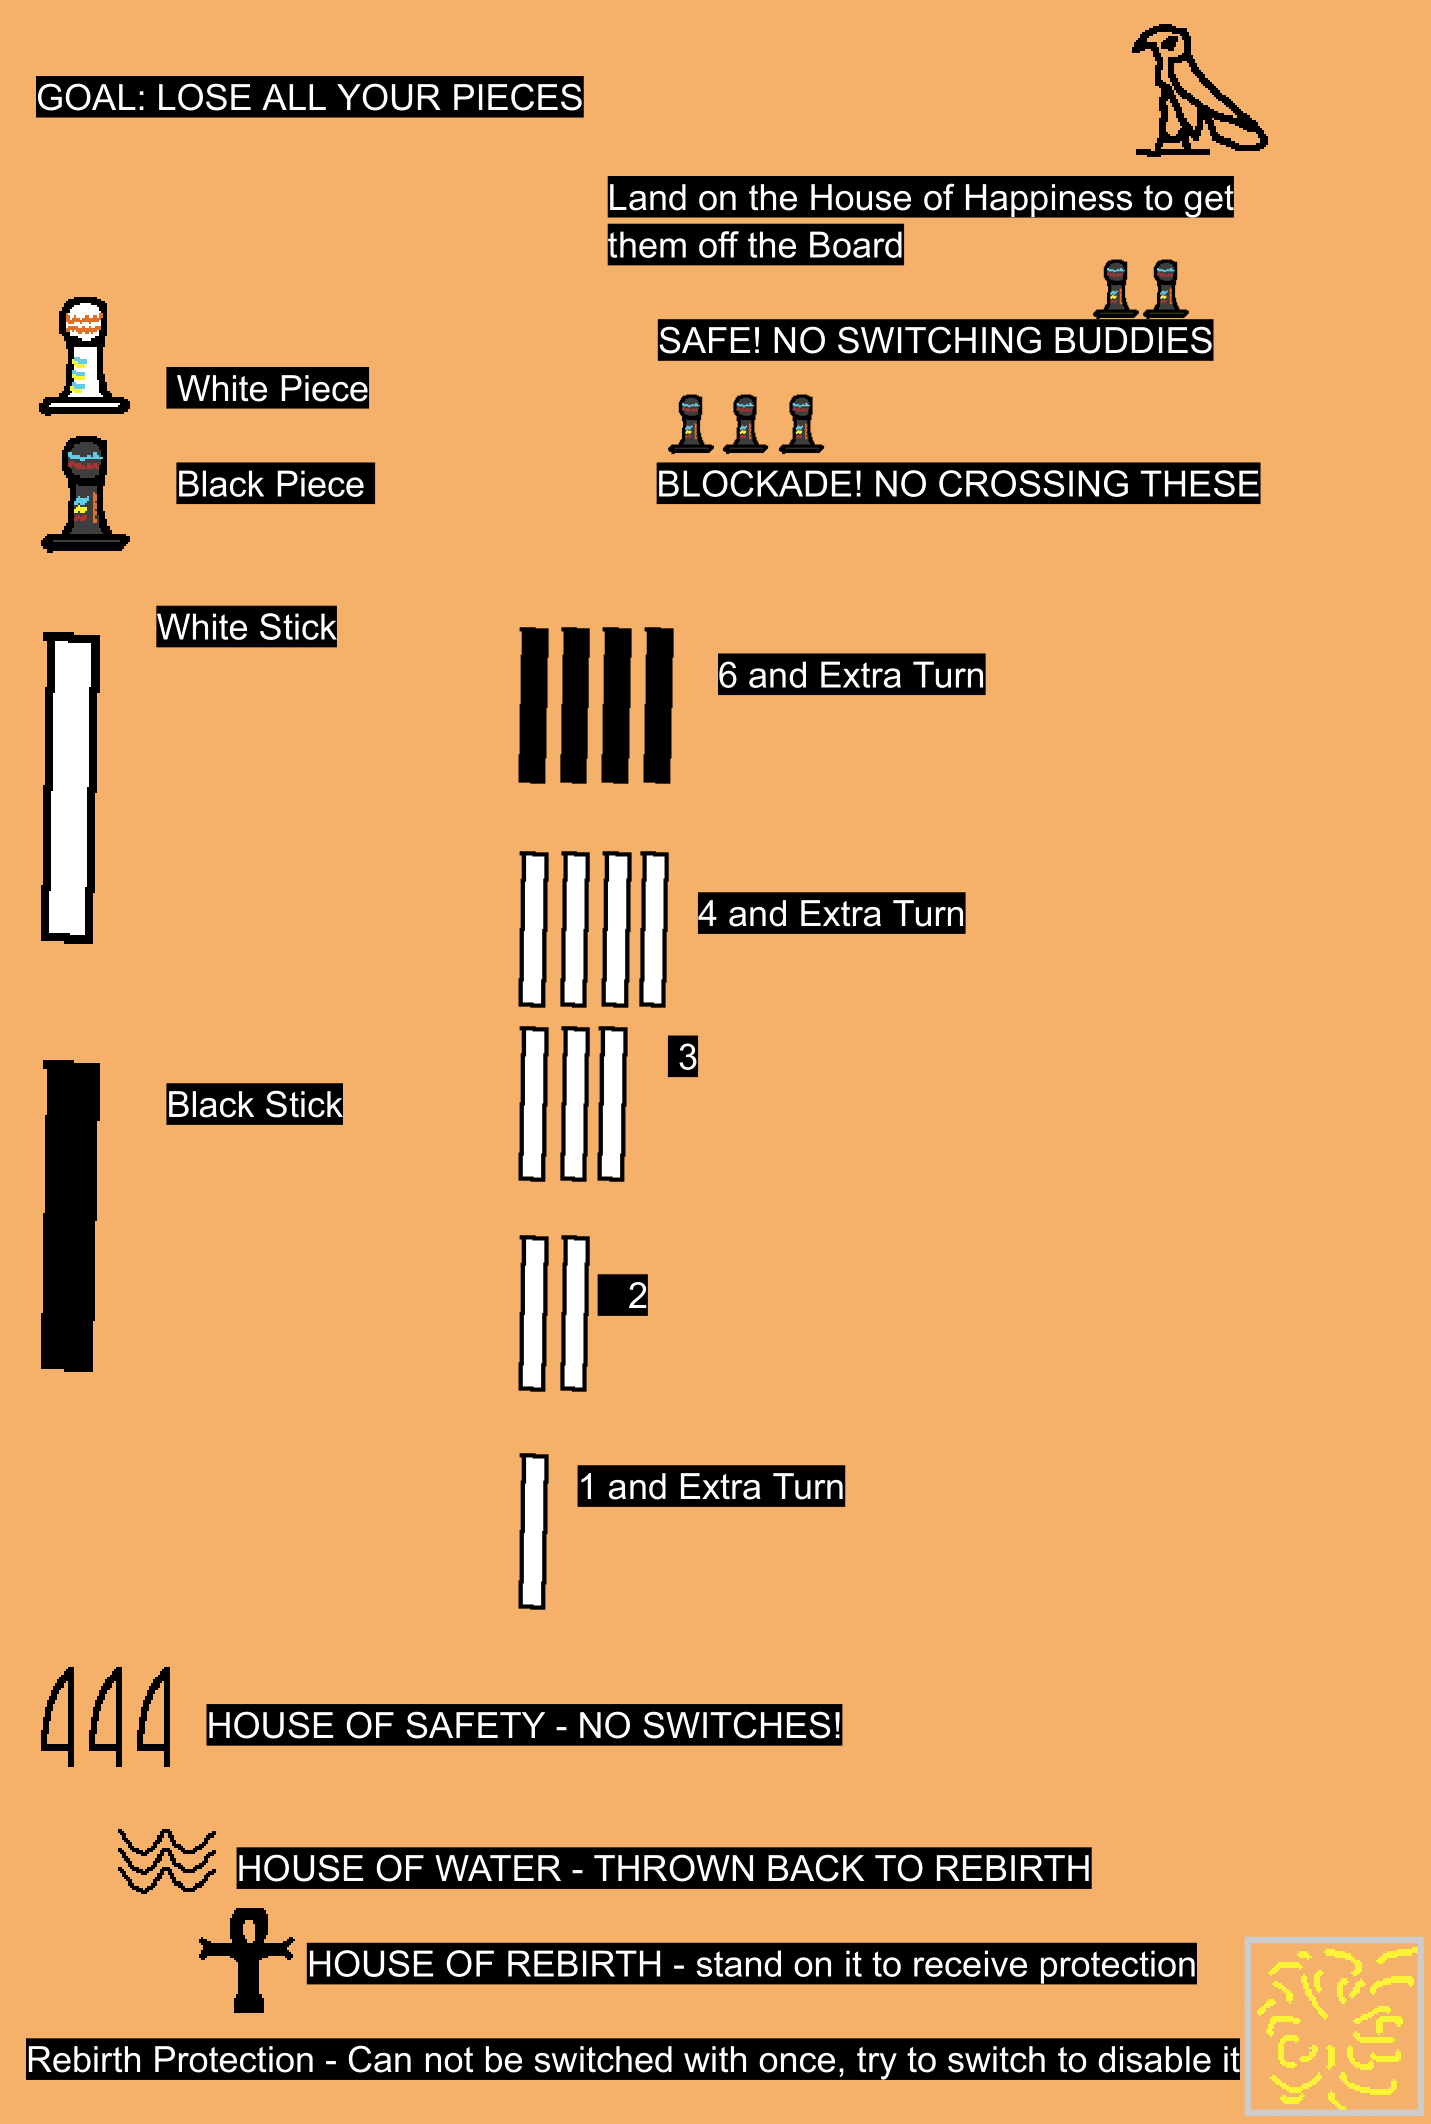 GOAL: LOSE ALL YOUR PIECES
Land on the House of Happiness to get
them off the Board
SAFE! NO SWITCHING BUDDIES
White Piece
BLOCKADE! NO CROSSING THESE
Black Piece
White Stick
6 and Extra Turn
4 and Extra Turn
3
Black Stick
2
1 and Extra Turn
HOUSE OF SAFETY - NO SWITCHES!
HOUSE OF WATER - THROWN BACK TO REBIRTH
HOUSE OF REBIRTH - stand on it to receive protection
Rebirth Protection - Can not be switched with once, try to switch to disable it